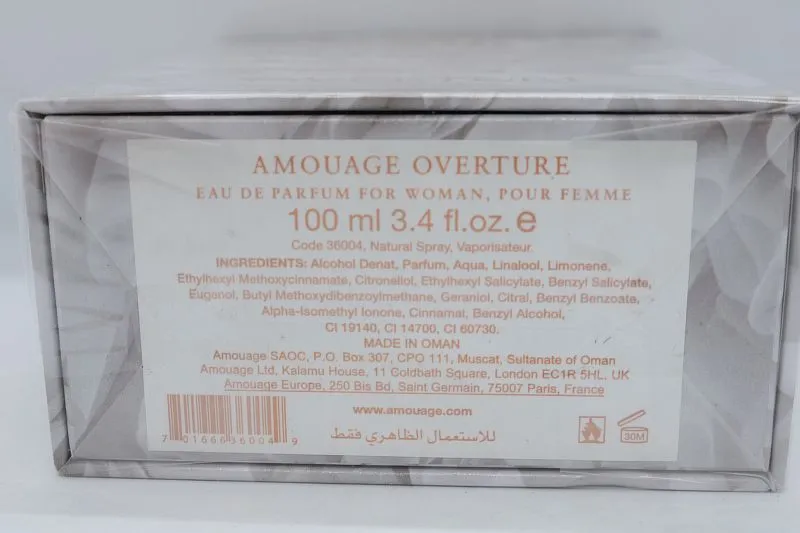 AMOUAGE OVERTURE
EAU DE PARFUM FOR WOMAN, POUR FEMME
100 ml 3.4 fl.oz. e
Code 36004, Natural Spray, Vaporisateur.
INGREDIENTS: Alcohol Denat, Parfum, Aqua, Linalool, Limonene,
Ethylhexyl Methoxycinnamate, Citronellol, Ethylhexyl Salicylate, Benzyl Salicylate,
Eugenol, Butyl Methoxydibenzoylmethane, Geraniol, Citral, Benzyl Benzoate,
Alpha-Isomethyl Ionone, Cinnamal, Benzyl Alcohol,
CI 19140, CI 14700, CI 60730.
MADE IN OMAN
Amouage SAOC, P.O. Box 307, CPO 111, Muscat, Sultanate of Oman
Amouage Ltd, Kalamu House, 11 Coldbath Square, London EC1R 5HL. UK
Amouage Europe, 250 Bis Bd, Saint Germain, 75007 Paris, France
www.amouage.com
7 01666 36004 9
للاستعمال الظاهري فقط
30M